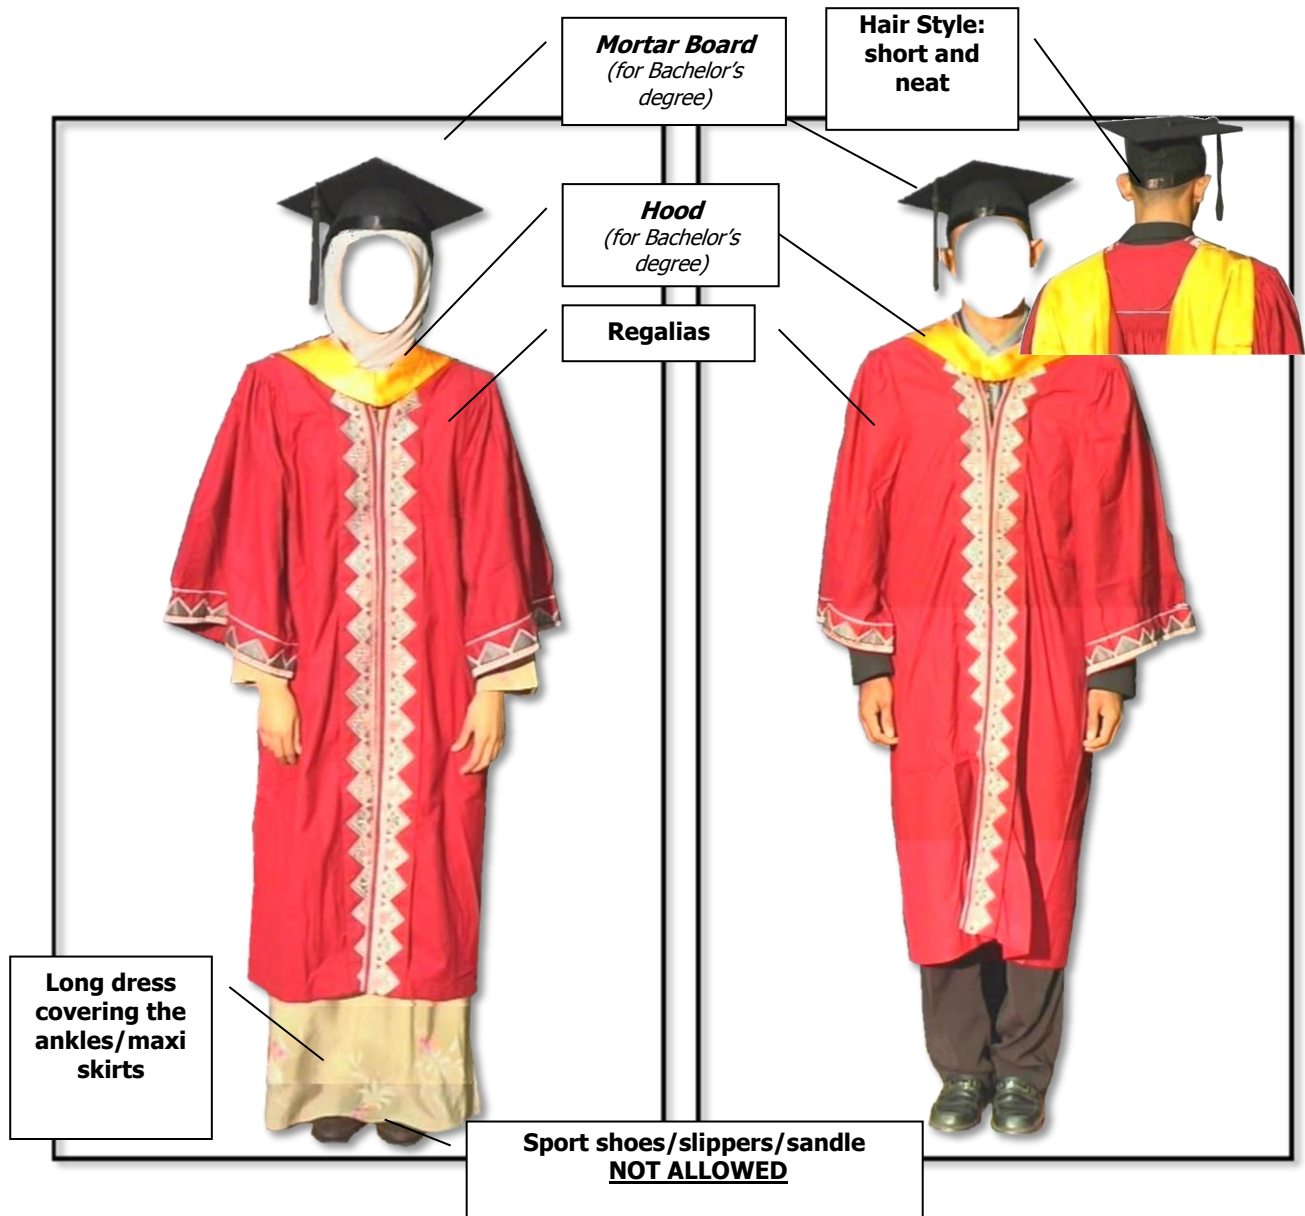 Mortar Board
(for Bachelor's
degree)
Hair Style:
short and
neat
Hood
(for Bachelor's
degree)
Regalias
Long dress
covering the
ankles/maxi
skirts
Sport shoes/slippers/sandle
NOT ALLOWED